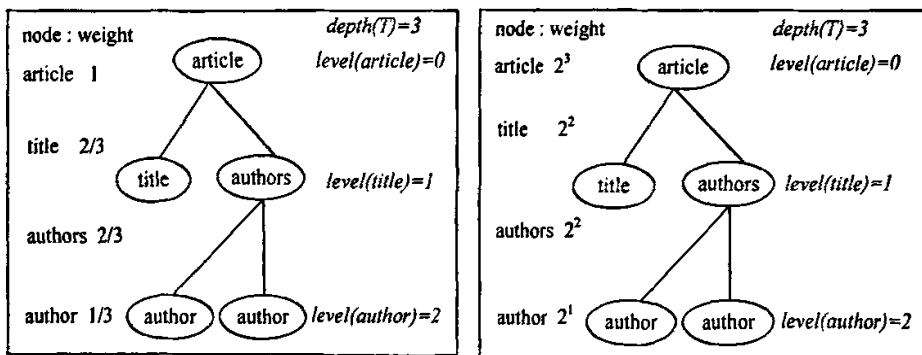 node : weight
depth(T)=3
article 1
article
level(article)=0
title 2/3
title
authors
level(title)=1
authors 2/3
author 1/3
author
author
level(author)=2
node : weight
depth(T)=3
article 2³
article
level(article)=0
title 2²
title
authors
level(title)=1
authors 2²
author 2¹
author
author
level(author)=2